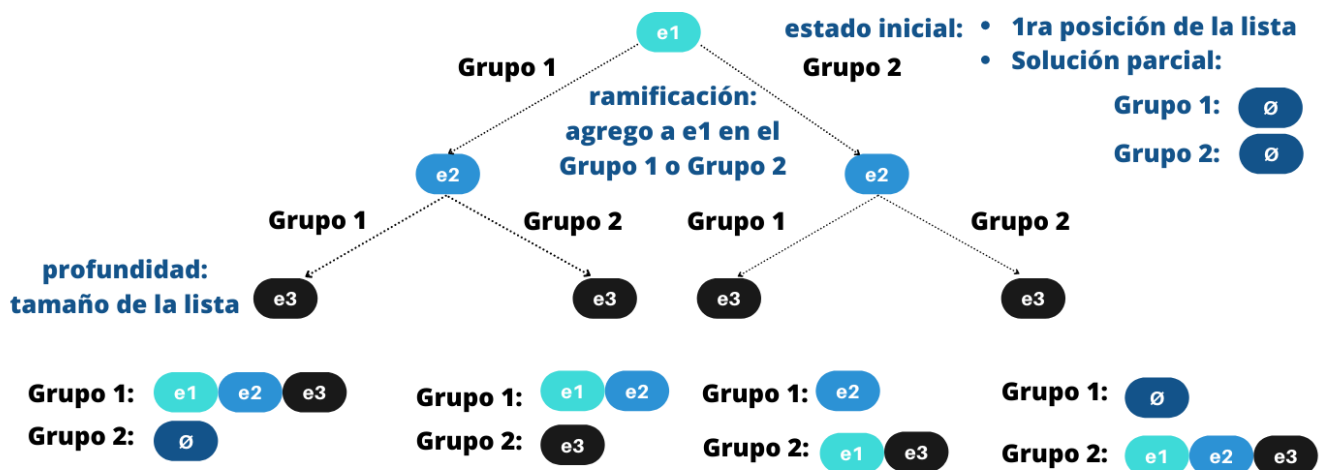 e1
estado inicial: • 1ra posición de la lista
• Solución parcial:
Grupo 1: Ø
Grupo 2: Ø
Grupo 1
Grupo 2
ramificación:
agrego a e1 en el
Grupo 1 o Grupo 2
e2
e2
Grupo 1
Grupo 2
Grupo 1
Grupo 2
profundidad:
tamaño de la lista
e3
e3
e3
e3
Grupo 1: e1 e2 e3
Grupo 2: Ø
Grupo 1: e1 e2
Grupo 2: e3
Grupo 1: e2
Grupo 2: e1 e3
Grupo 1: Ø
Grupo 2: e1 e2 e3